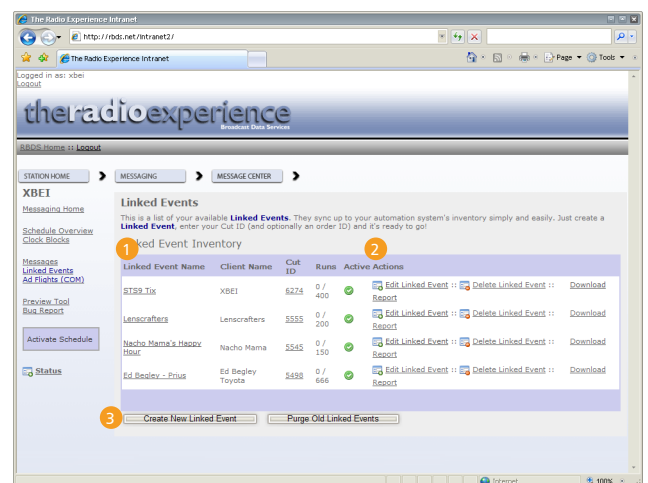 The Radio Experience Intranet
http://rbds.net/intranet2/
The Radio Experience Intranet
Page Tools
Logged in as: xbei
Logout
theradioexperience
Broadcast Data Services
RBDS Home :: Logout
STATION HOME MESSAGING MESSAGE CENTER
XBEI
Messaging Home
Schedule Overview
Clock Blocks
Messages
Linked Events
Ad Flights (COM)
Preview Tool
Bug Report
Activate Schedule
Status
Linked Events
This is a list of your available Linked Events. They sync up to your automation system's inventory simply and easily. Just create a
Linked Event, enter your Cut ID (and optionally an order ID) and it's ready to go!
Linked Event Inventory
1 2
Linked Event Name Client Name Cut ID Runs Active Actions
STS9 Tix XBEI 6274 0 / 400 Edit Linked Event :: Delete Linked Event :: Download Report
Lenscrafters Lenscrafters 5555 0 / 200 Edit Linked Event :: Delete Linked Event :: Download Report
Nacho Mama's Happy Hour Nacho Mama 5545 0 / 150 Edit Linked Event :: Delete Linked Event :: Download Report
Ed Begley - Prius Ed Begley Toyota 5498 0 / 666 Edit Linked Event :: Delete Linked Event :: Download Report
3 Create New Linked Event Purge Old Linked Events
Internet 100%